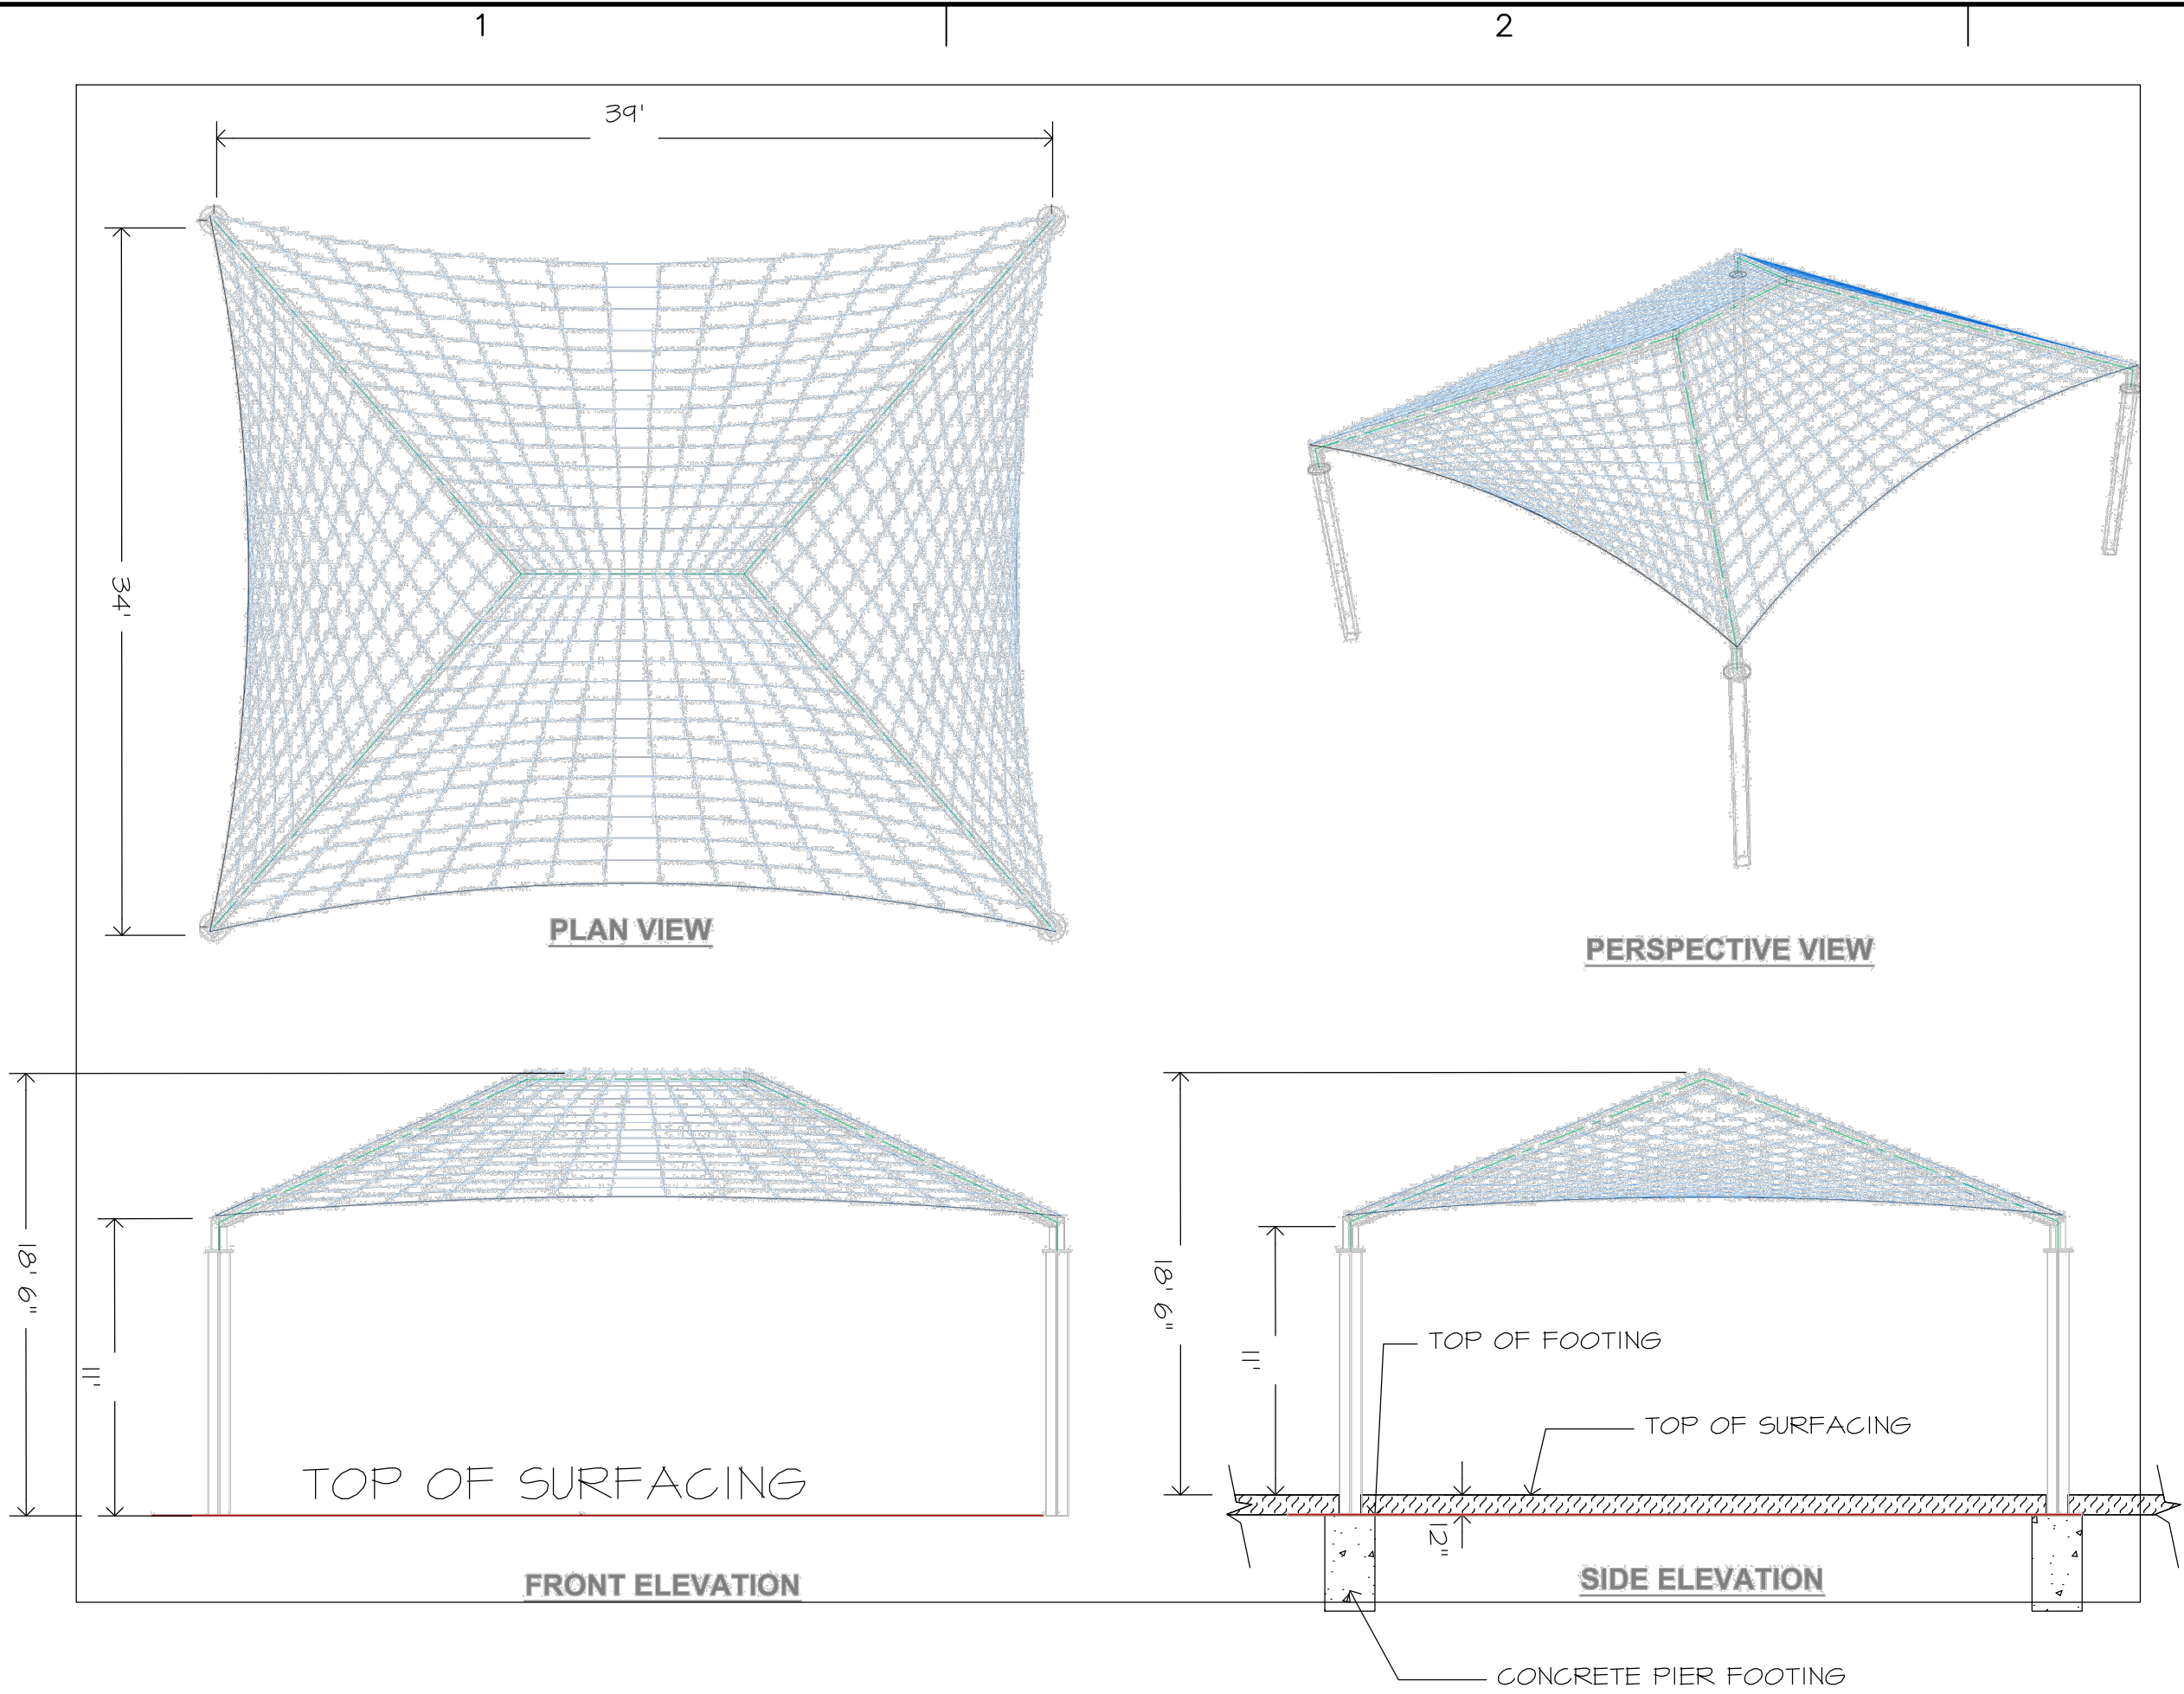 1
2
39'
34'
PLAN VIEW
PERSPECTIVE VIEW
18' 6"
11'
TOP OF SURFACING
FRONT ELEVATION
18' 6"
11'
TOP OF FOOTING
TOP OF SURFACING
12"
SIDE ELEVATION
CONCRETE PIER FOOTING